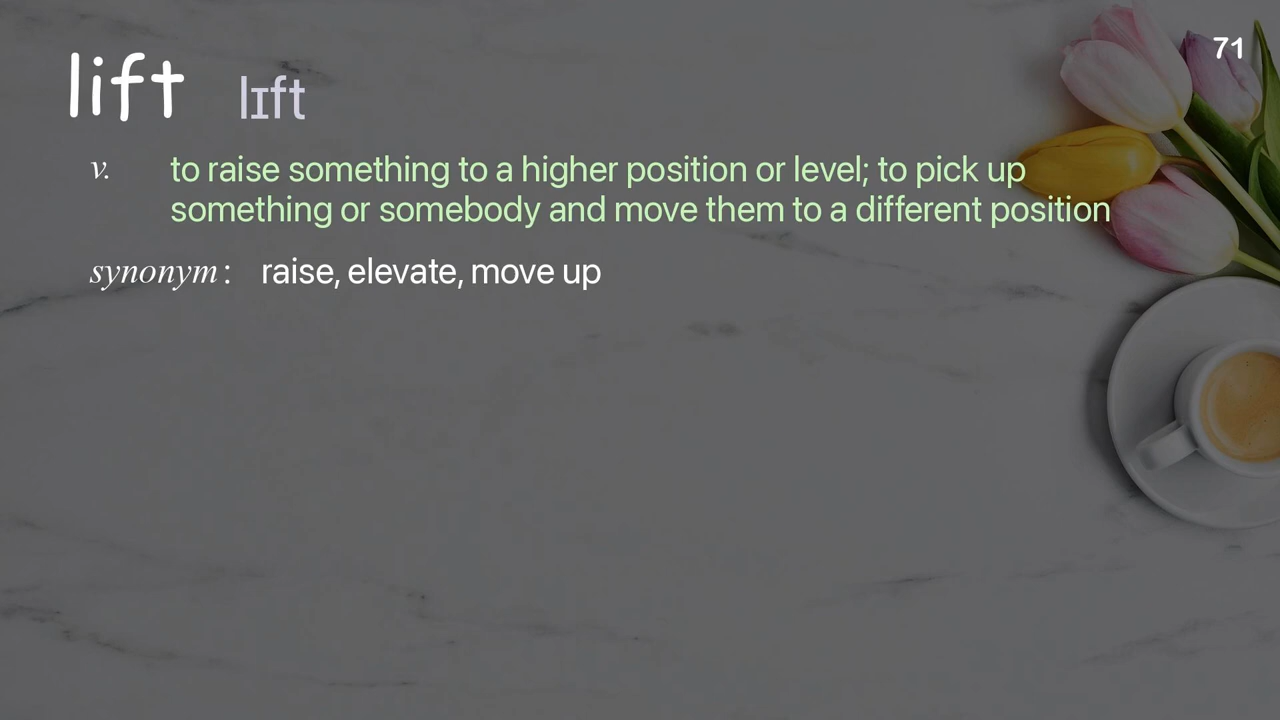 71
lift lɪft
v. to raise something to a higher position or level; to pick up
something or somebody and move them to a different position
synonym: raise, elevate, move up